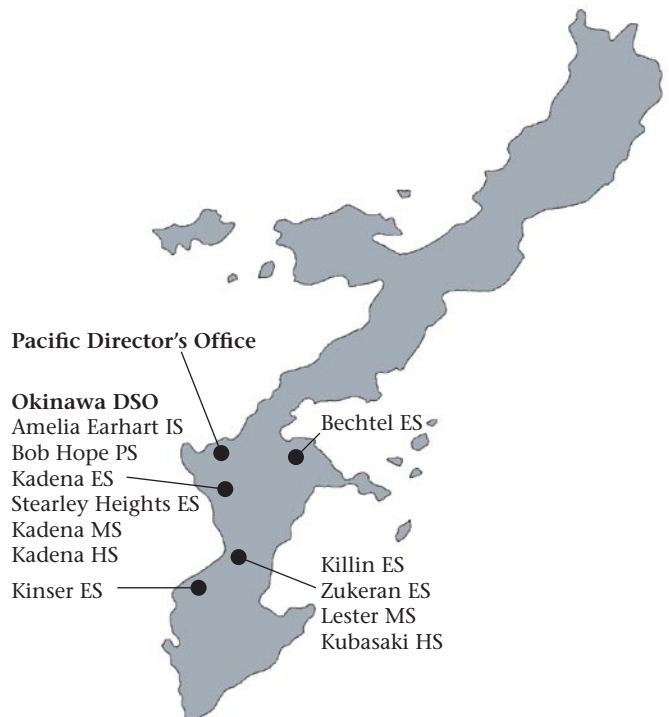 Pacific Director’s Office
Okinawa DSO
Amelia Earhart IS
Bob Hope PS
Kadena ES
Stearley Heights ES
Kadena MS
Kadena HS
Kinser ES
Bechtel ES
Killin ES
Zukeran ES
Lester MS
Kubasaki HS